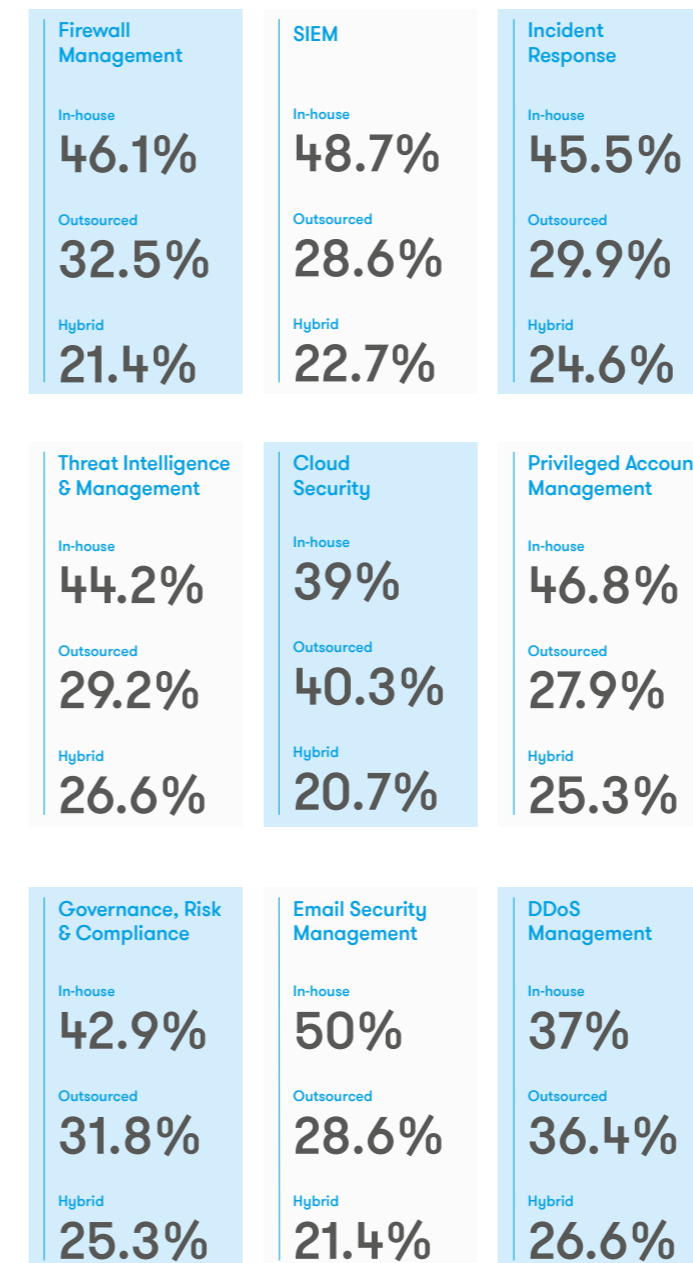 Firewall
Management
In-house
46.1%
Outsourced
32.5%
Hybrid
21.4%
SIEM
In-house
48.7%
Outsourced
28.6%
Hybrid
22.7%
Incident
Response
In-house
45.5%
Outsourced
29.9%
Hybrid
24.6%
Threat Intelligence
& Management
In-house
44.2%
Outsourced
29.2%
Hybrid
26.6%
Cloud
Security
In-house
39%
Outsourced
40.3%
Hybrid
20.7%
Privileged Accoun
Management
In-house
46.8%
Outsourced
27.9%
Hybrid
25.3%
Governance, Risk
& Compliance
In-house
42.9%
Outsourced
31.8%
Hybrid
25.3%
Email Security
Management
In-house
50%
Outsourced
28.6%
Hybrid
21.4%
DDoS
Management
In-house
37%
Outsourced
36.4%
Hybrid
26.6%